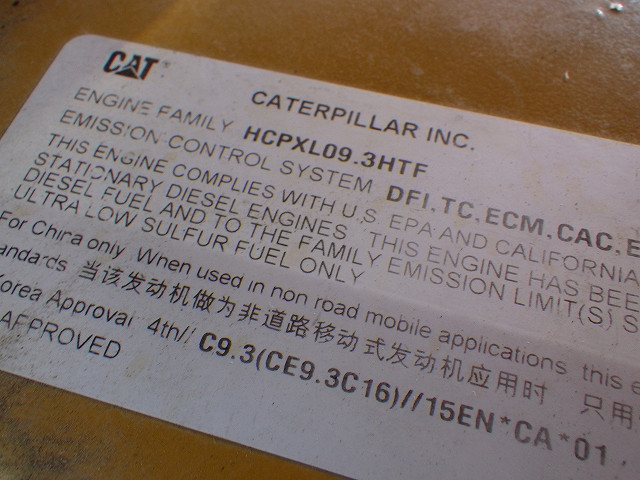 CAT
CATERPILLAR INC.
ENGINE FAMILY HCPXL09.3HTF
EMISSION CONTROL SYSTEM DFI,TC,ECM,CAC,E
THIS ENGINE COMPLIES WITH U.S. EPA AND CALIFORNIA
STATIONARY DIESEL ENGINES THIS ENGINE HAS BEE
DIESEL FUEL AND TO THE FAMILY EMISSION LIMIT(S) S
ULTRA LOW SULFUR FUEL ONLY
For China only When used in non road mobile applications this e
andards 当该发动机做为非道路移动式发动机应用时 只用
Korea Approval 4th// C9.3(CE9.3C16)//15EN*CA*01
APPROVED